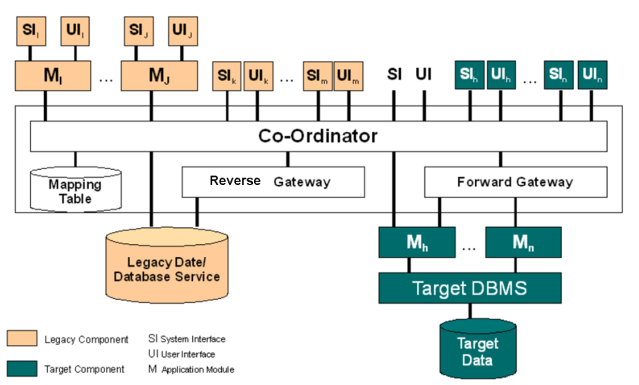 SI_I UI_I SI_J UI_J
M_I ... M_J SI_k UI_k ... SI_m UI_m SI UI SI_h UI_h ... SI_n UI_n
Co-Ordinator
Mapping
Table
Reverse Gateway
Forward Gateway
M_h ... M_n
Legacy Date/
Database Service
Target DBMS
Target
Data
Legacy Component
Target Component
SI System Interface
UI User Interface
M Application Module